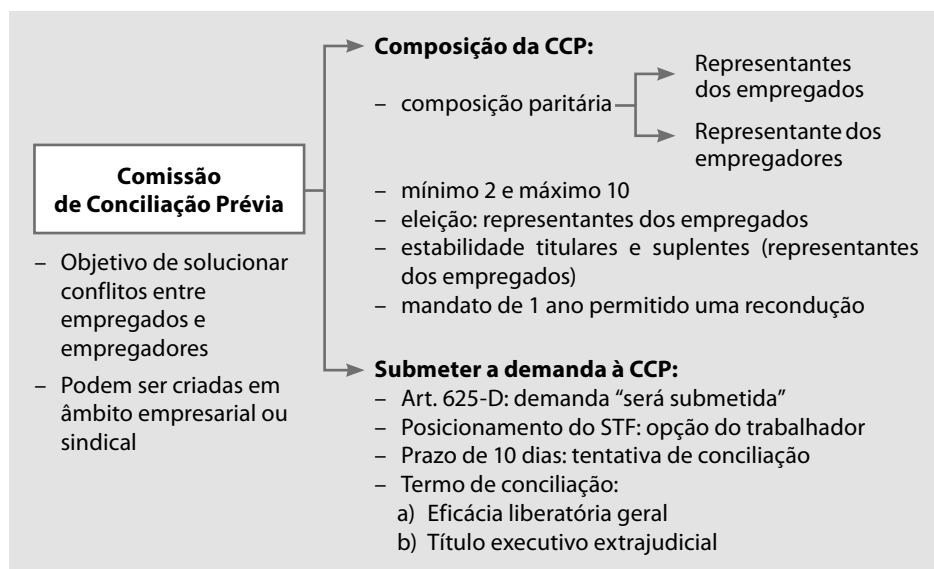 Comissão
de Conciliação Prévia
– Objetivo de solucionar
conflitos entre
empregados e
empregadores
– Podem ser criadas em
âmbito empresarial ou
sindical
Composição da CCP:
– composição paritária
Representantes
dos empregados
Representante dos
empregadores
– mínimo 2 e máximo 10
– eleição: representantes dos empregados
– estabilidade titulares e suplentes (representantes
dos empregados)
– mandato de 1 ano permitido uma recondução
Submeter a demanda à CCP:
– Art. 625-D: demanda “será submetida”
– Posicionamento do STF: opção do trabalhador
– Prazo de 10 dias: tentativa de conciliação
– Termo de conciliação:
a) Eficácia liberatória geral
b) Título executivo extrajudicial